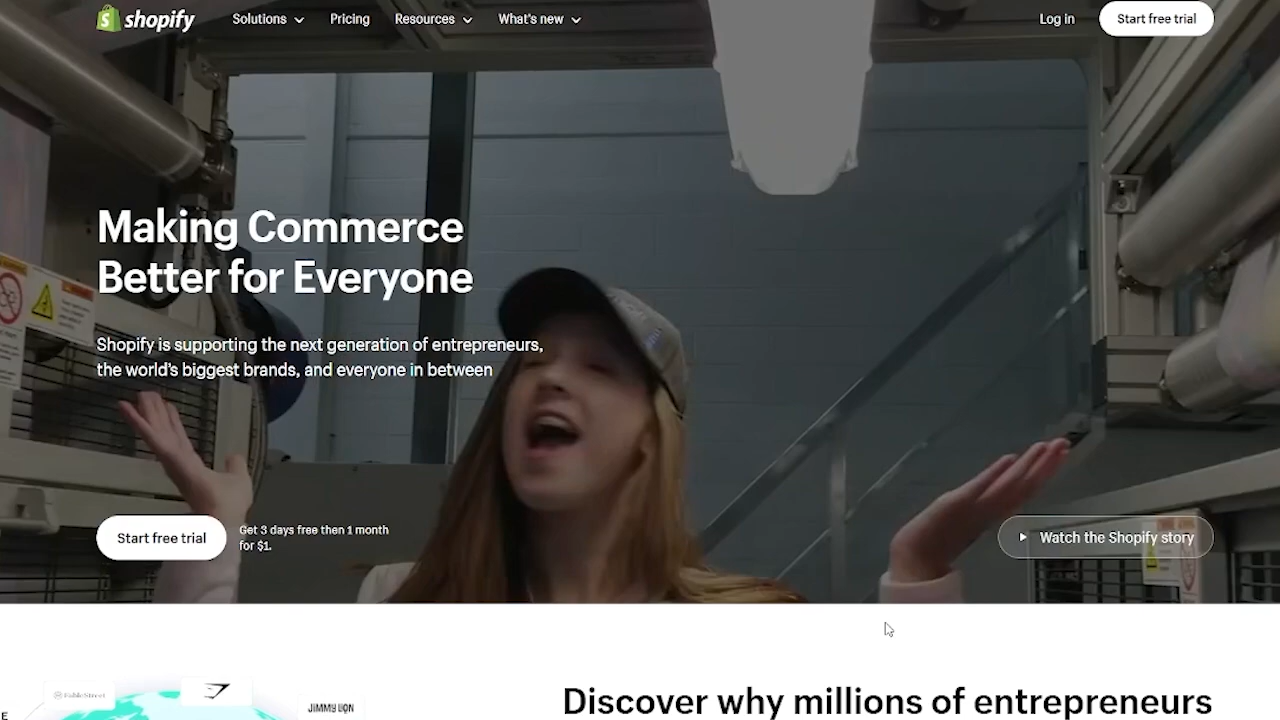 shopify
Solutions
Pricing
Resources
What's new
Log in
Start free trial
Making Commerce
Better for Everyone
Shopify is supporting the next generation of entrepreneurs,
the world's biggest brands, and everyone in between
Start free trial
Get 3 days free then 1 month
for $1.
Watch the Shopify story
PublicStreet
JIMMY LION
E
Discover why millions of entrepreneurs